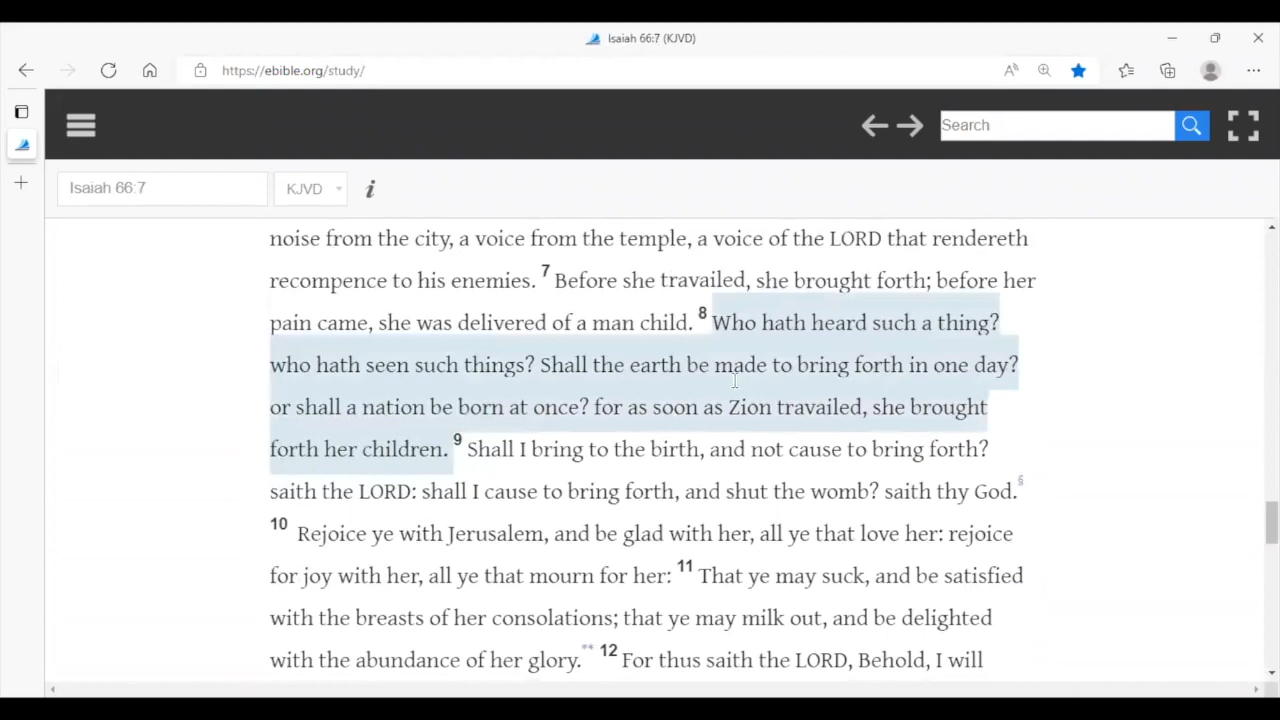 Isaiah 66:7 (KJVD)
https://ebible.org/study/
Search
Isaiah 66:7
KJVD
i
noise from the city, a voice from the temple, a voice of the LORD that rendereth
recompence to his enemies. 7 Before she travailed, she brought forth; before her
pain came, she was delivered of a man child. 8 Who hath heard such a thing?
who hath seen such things? Shall the earth be made to bring forth in one day?
or shall a nation be born at once? for as soon as Zion travailed, she brought
forth her children. 9 Shall I bring to the birth, and not cause to bring forth?
saith the LORD: shall I cause to bring forth, and shut the womb? saith thy God.§
10 Rejoice ye with Jerusalem, and be glad with her, all ye that love her: rejoice
for joy with her, all ye that mourn for her: 11 That ye may suck, and be satisfied
with the breasts of her consolations; that ye may milk out, and be delighted
with the abundance of her glory.** 12 For thus saith the LORD, Behold, I will